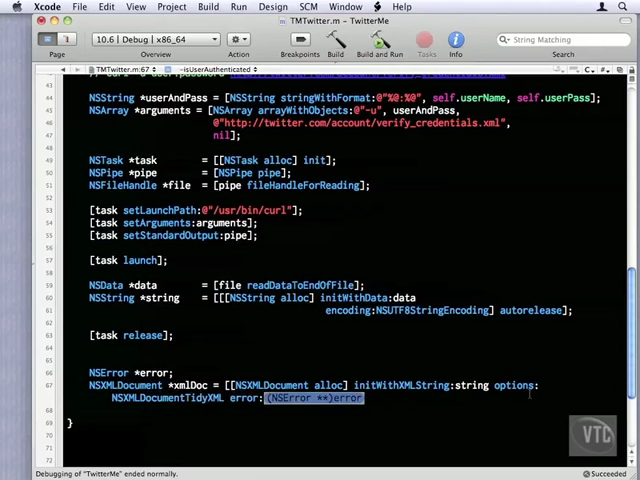 Xcode File Edit View Project Build Run Design SCM Window Help
TMTwitter.m – TwitterMe
10.6 | Debug | x86_64
String Matching
Page Overview Action Breakpoints Build Build and Run Tasks Info Search
TMTwitter.m:67 -isUserAuthenticated
44 NSString *userAndPass = [NSString stringWithFormat:@"%@:%@", self.userName, self.userPass];
45 NSArray *arguments = [NSArray arrayWithObjects:@"-u", userAndPass,
46 @"http://twitter.com/account/verify_credentials.xml",
47 nil];
48
49 NSTask *task = [[NSTask alloc] init];
50 NSPipe *pipe = [NSPipe pipe];
51 NSFileHandle *file = [pipe fileHandleForReading];
52
53 [task setLaunchPath:@"/usr/bin/curl"];
54 [task setArguments:arguments];
55 [task setStandardOutput:pipe];
56
57 [task launch];
58
59 NSData *data = [file readDataToEndOfFile];
60 NSString *string = [[[NSString alloc] initWithData:data
61 encoding:NSUTF8StringEncoding] autorelease];
62
63 [task release];
64
65
66 NSError *error;
67 NSXMLDocument *xmlDoc = [[NSXMLDocument alloc] initWithXMLString:string options:
NSXMLDocumentTidyXML error:(NSError **)error
68
69 }
70
71
72
VTC
Debugging of "TwitterMe" ended normally.